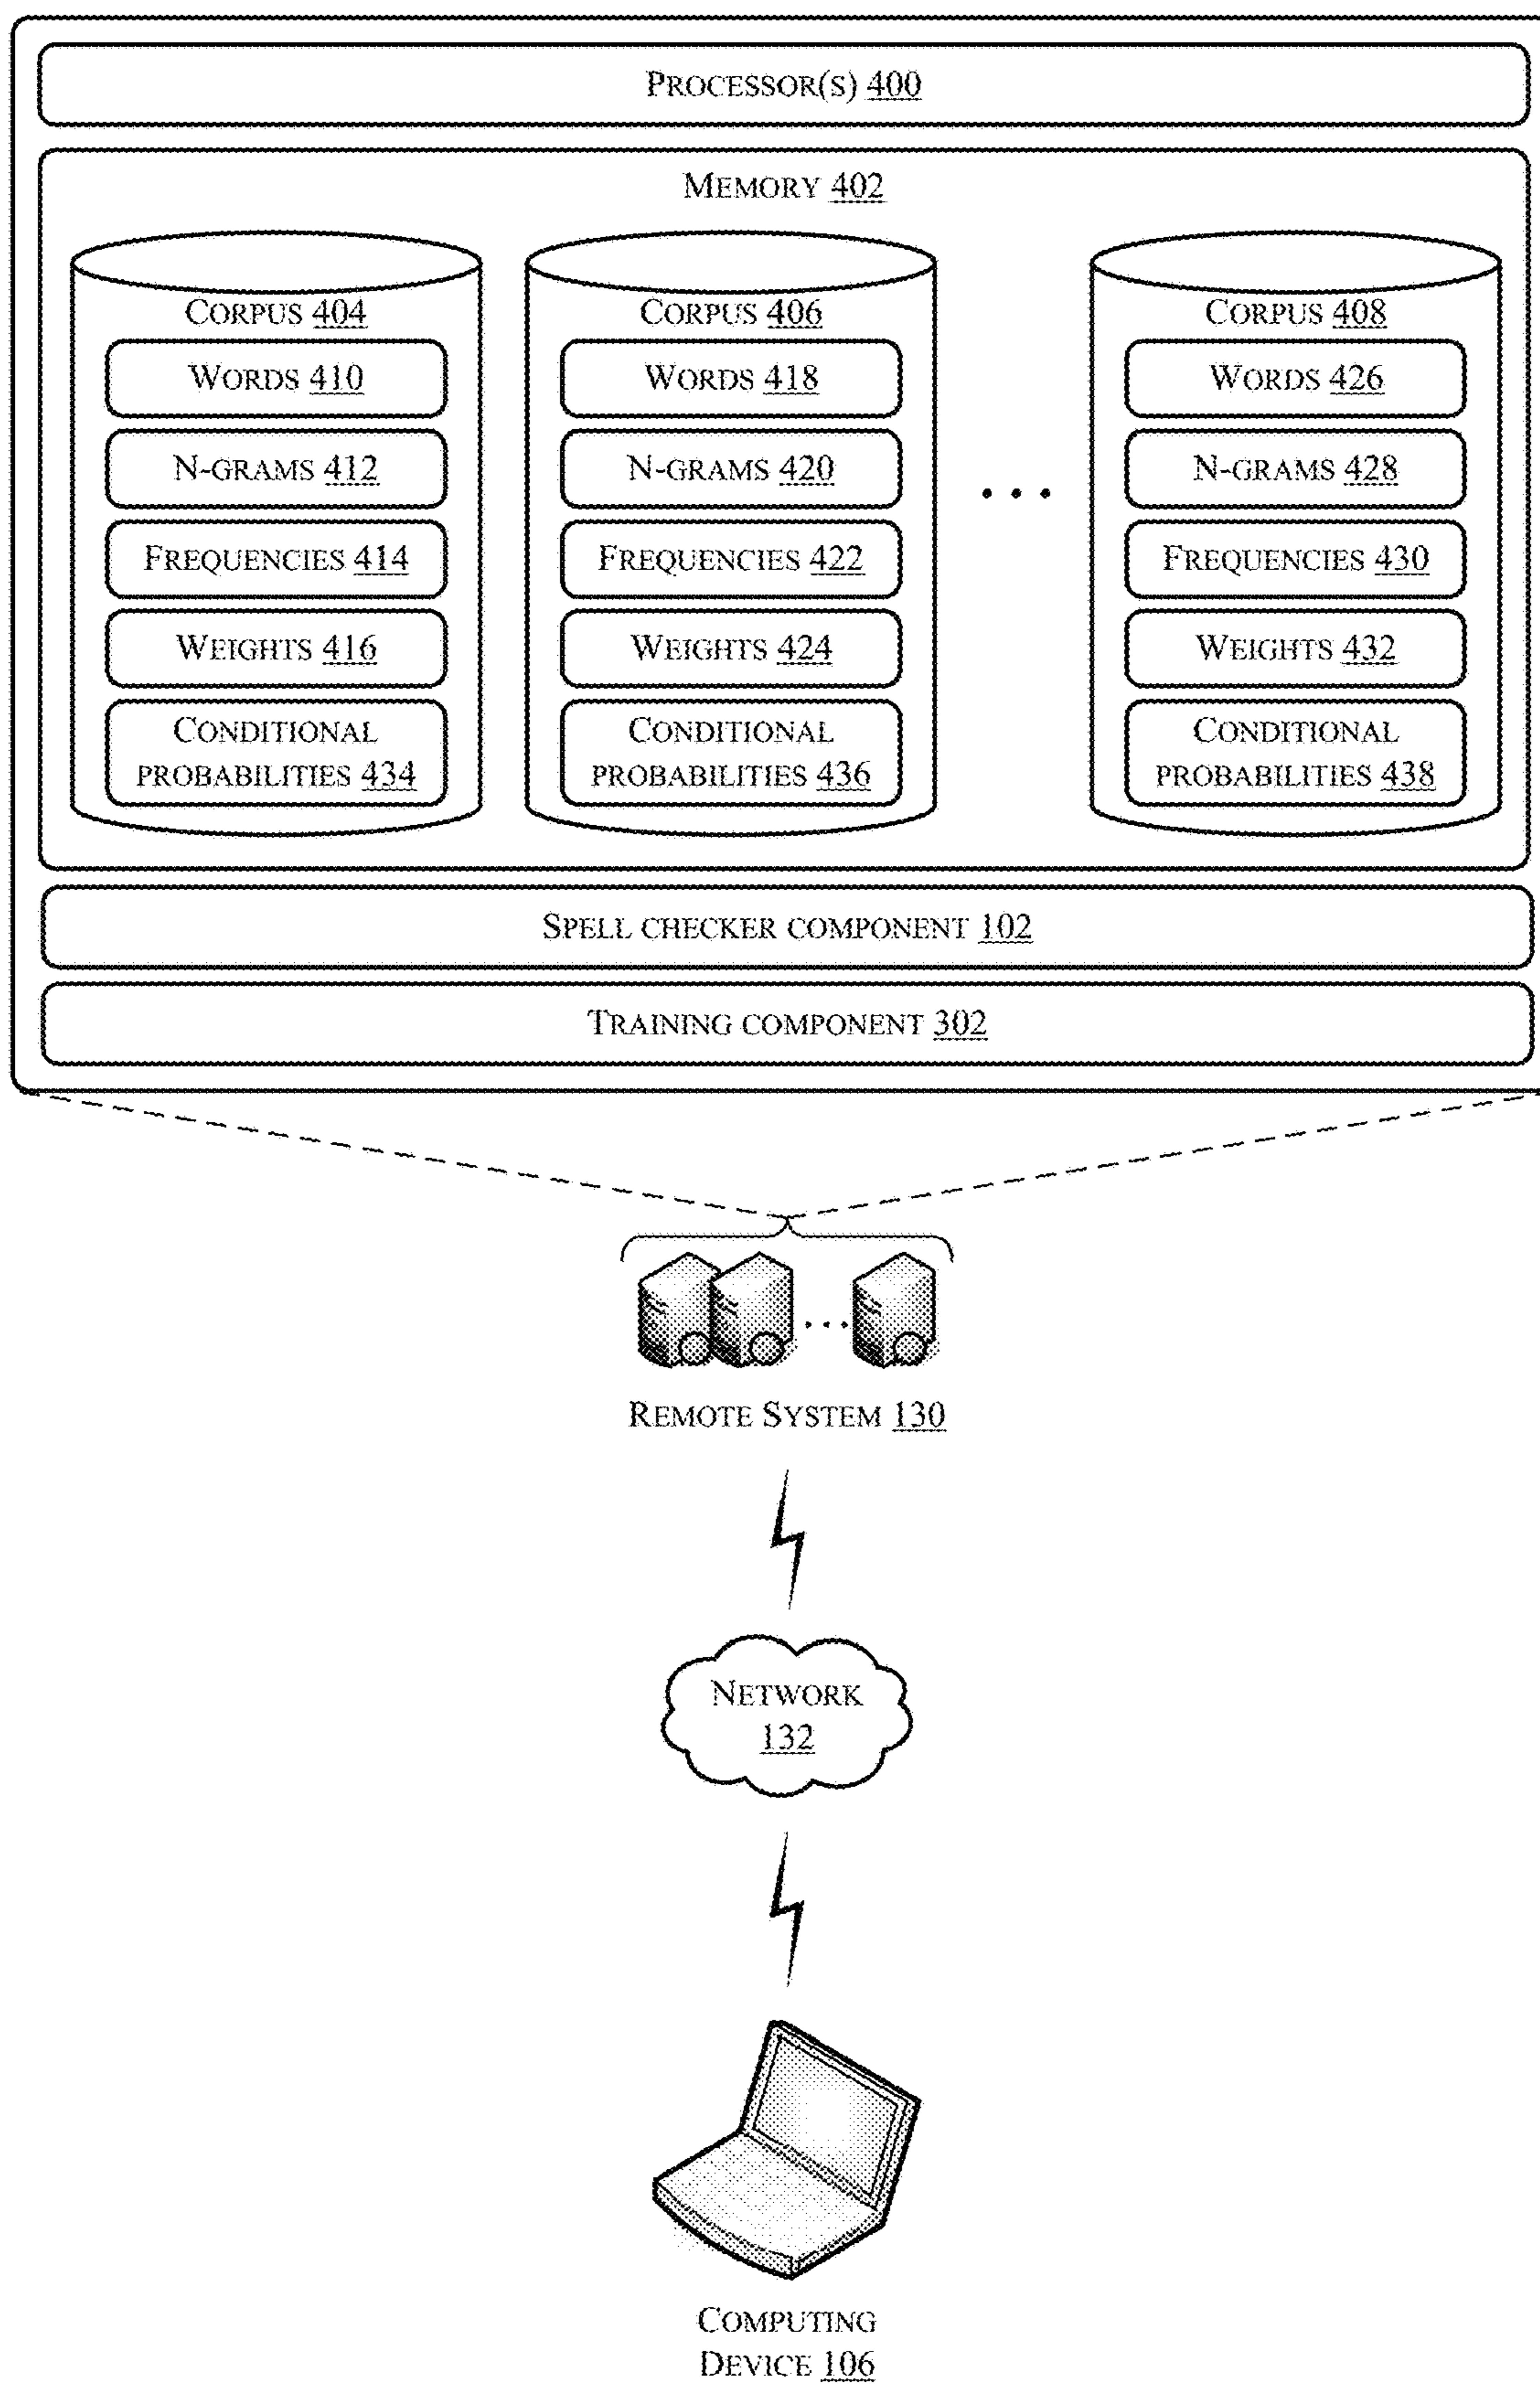 PROCESSOR(S) 400
MEMORY 402
CORPUS 404
WORDS 410
N-GRAMS 412
FREQUENCIES 414
WEIGHTS 416
CONDITIONAL
PROBABILITIES 434
CORPUS 406
WORDS 418
N-GRAMS 420
FREQUENCIES 422
WEIGHTS 424
CONDITIONAL
PROBABILITIES 436
...
CORPUS 408
WORDS 426
N-GRAMS 428
FREQUENCIES 430
WEIGHTS 432
CONDITIONAL
PROBABILITIES 438
SPELL CHECKER COMPONENT 102
TRAINING COMPONENT 302
...
REMOTE SYSTEM 130
NETWORK
132
COMPUTING
DEVICE 106